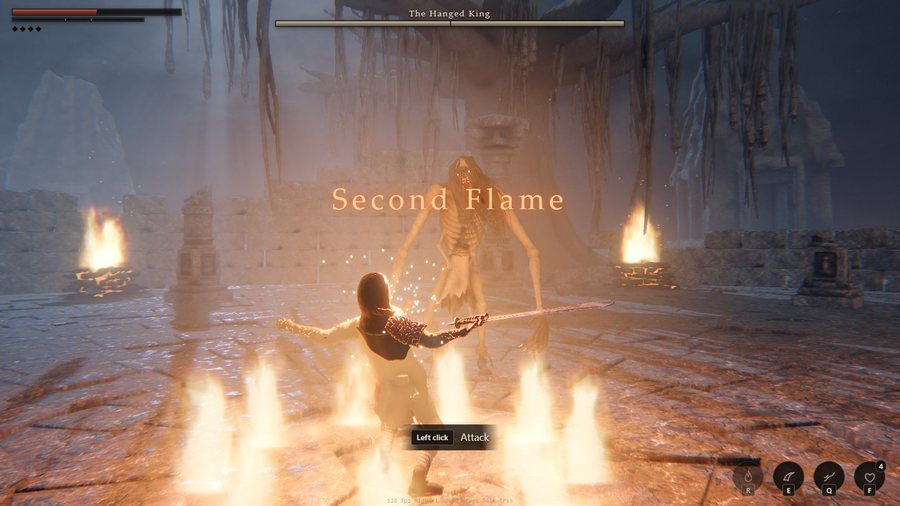 The Hanged King
Second Flame
Left click Attack
4
R E Q F